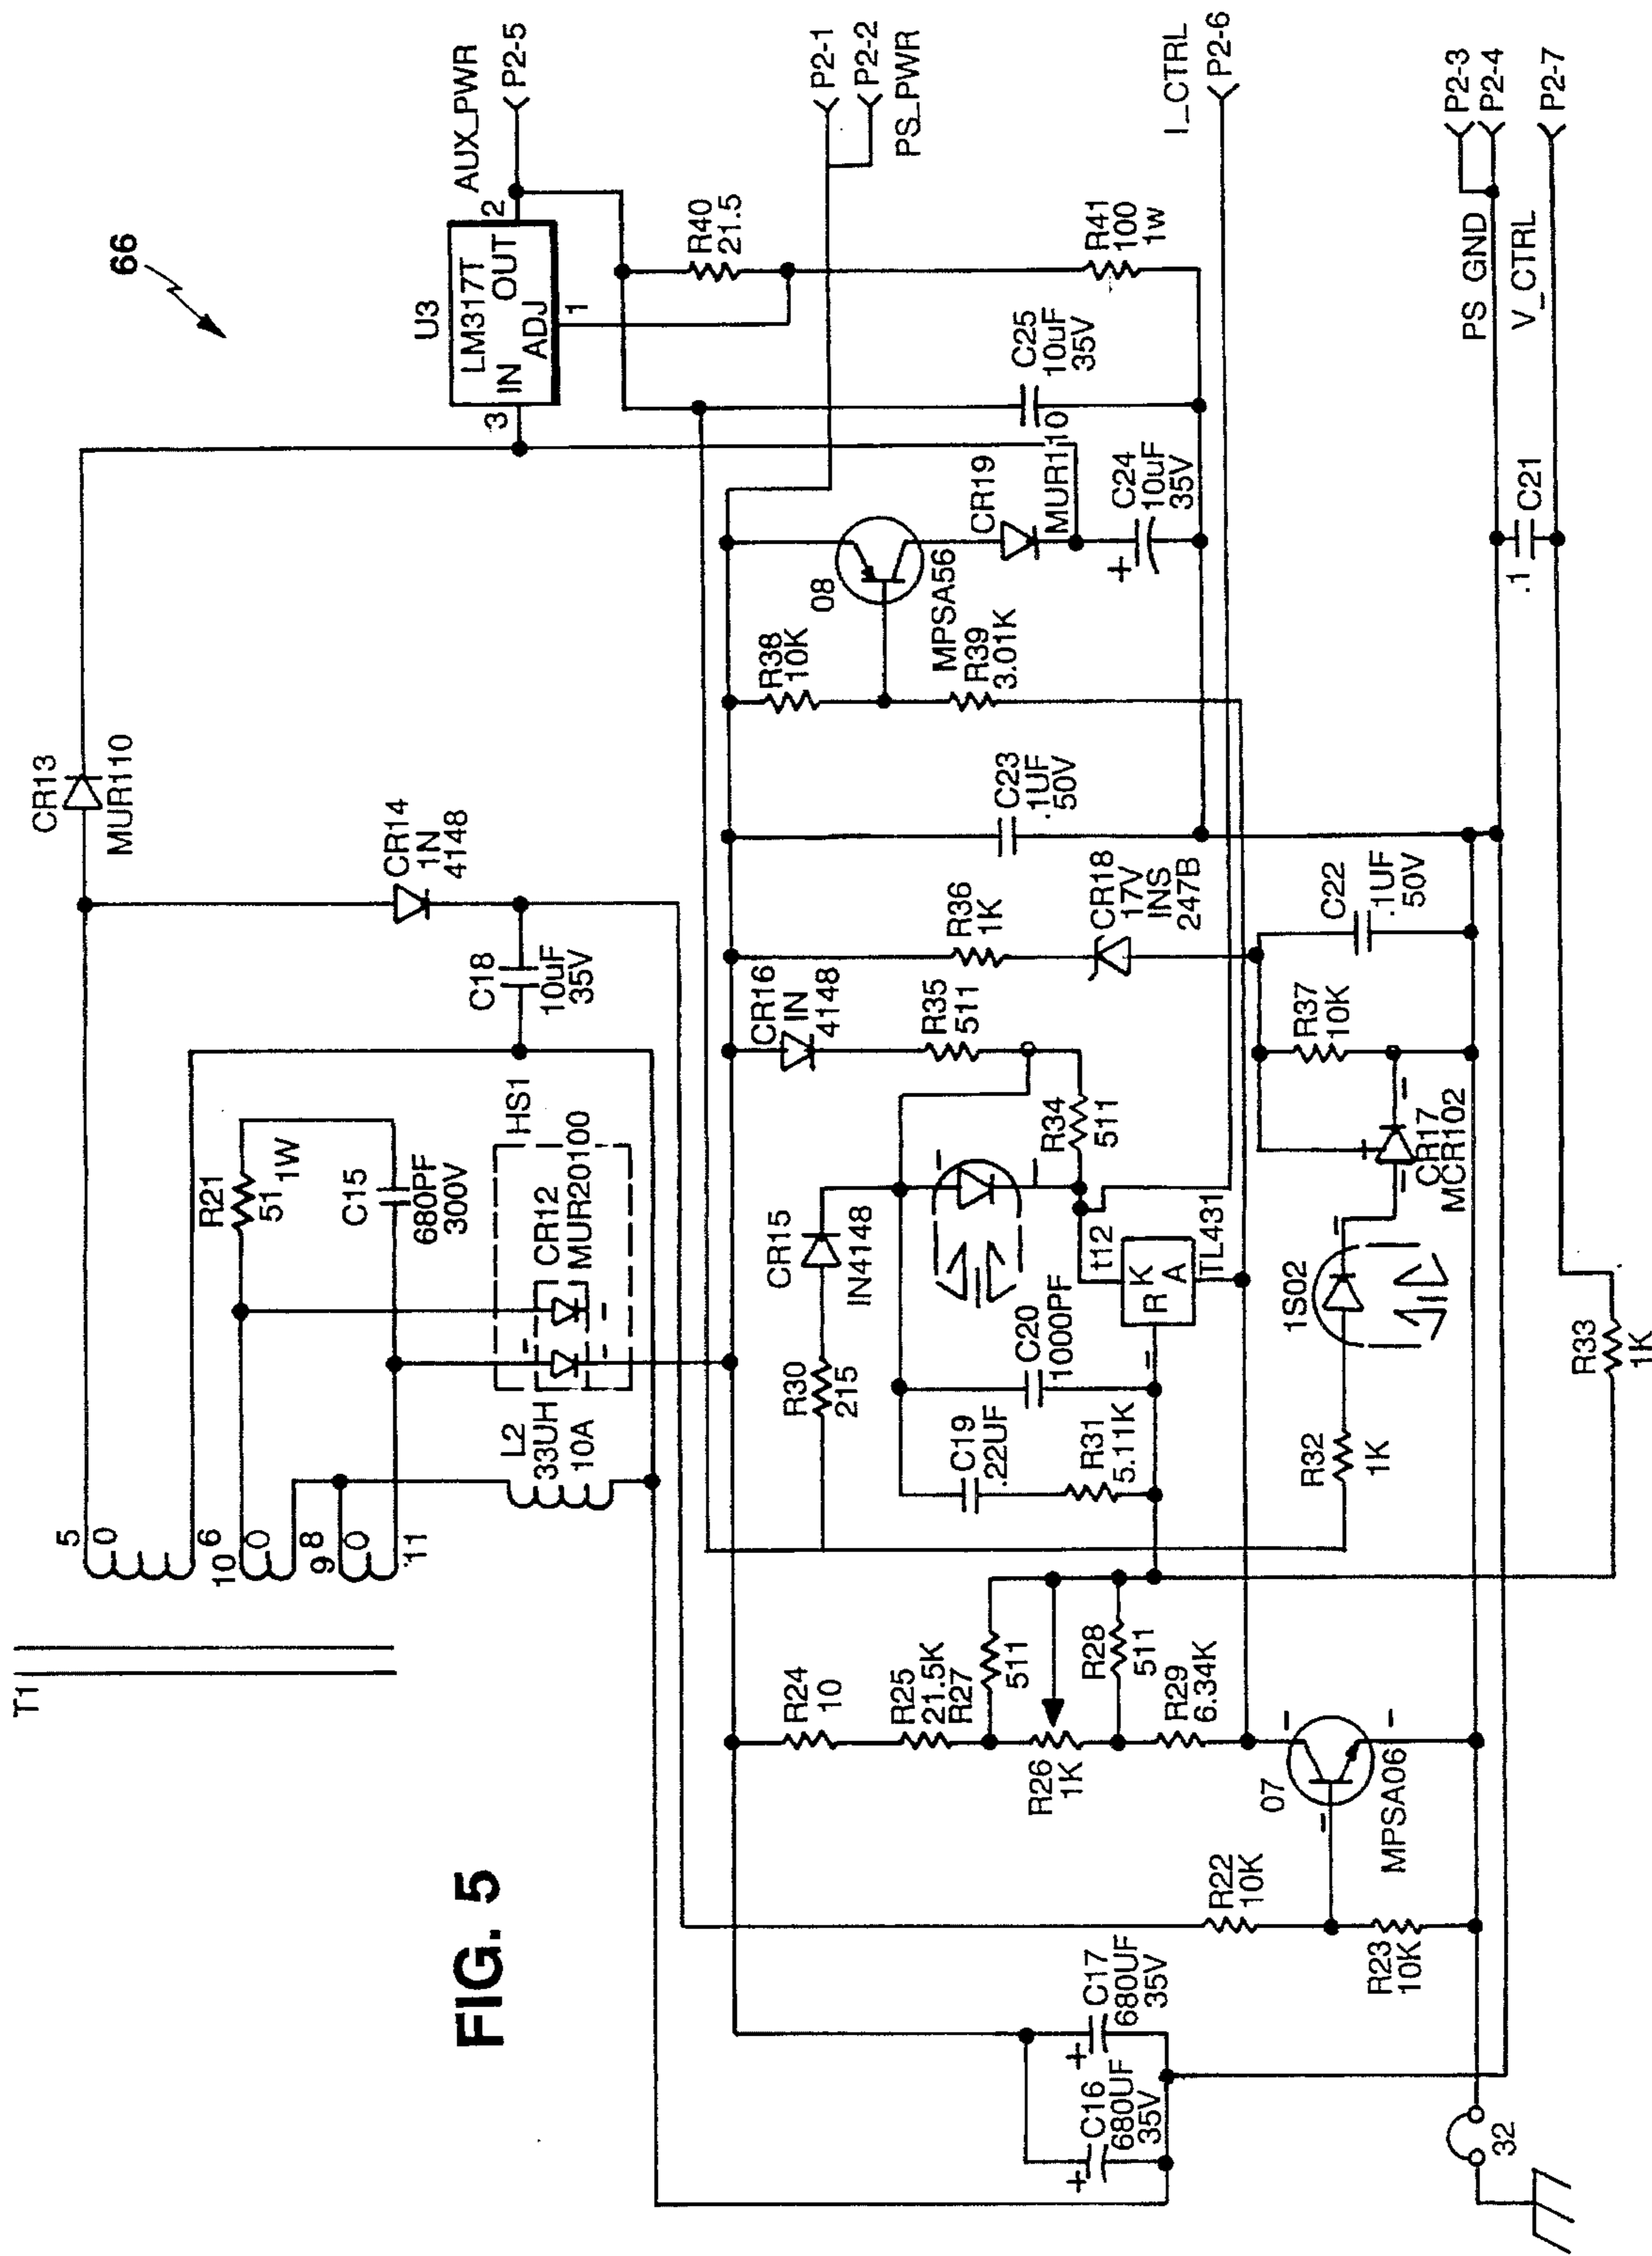 66
AUX_PWR
P2-5
U3
LM317T
IN
OUT
ADJ
3
2
1
P2-1
P2-2
PS_PWR
R40
21.5
R41
100
1w
C25
10uF
35V
I_CTRL
P2-6
PS GND
P2-3
P2-4
V_CTRL
P2-7
CR13
MUR110
CR14
1N
4148
C18
10uF
35V
R21
51
1W
C15
680PF
300V
HS1
CR12
MUR20100
L2
33UH
10A
T1
5
0
6
10
0
8
9
0
11
08
MPSA56
CR19
MUR110
C24
10uF
35V
+
R38
10K
R39
3.01K
C23
.1UF
50V
CR16
IN
4148
R35
511
R36
1K
CR18
17V
INS
247B
C22
.1UF
50V
R37
10K
CR17
MCR102
C21
.1
R34
511
CR15
IN4148
R30
215
t12
R K
A
TL431
C20
1000PF
C19
.22UF
R31
5.11K
1S02
R32
1K
R33
1K
R24
10
R25
21.5K
R27
511
R26
1K
R28
511
R29
6.34K
07
MPSA06
R22
10K
R23
10K
C17
680UF
35V
+
C16
680UF
35V
+
32
FIG. 5